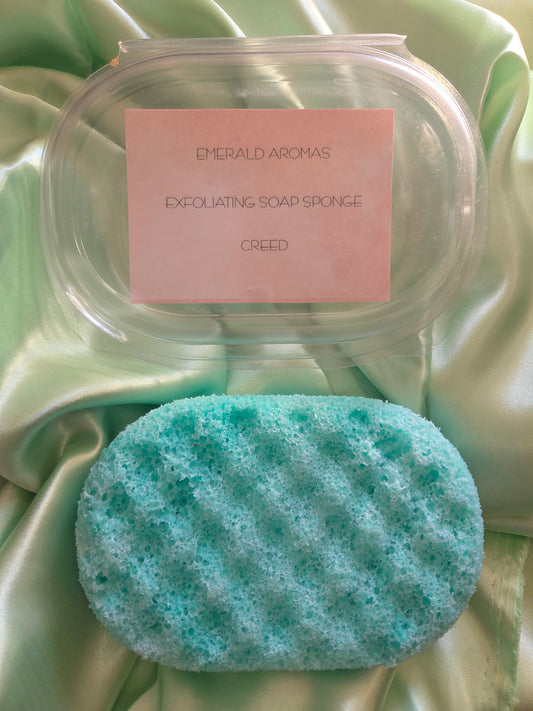 EMERALD AROMAS
EXFOLIATING SOAP SPONGE
CREED